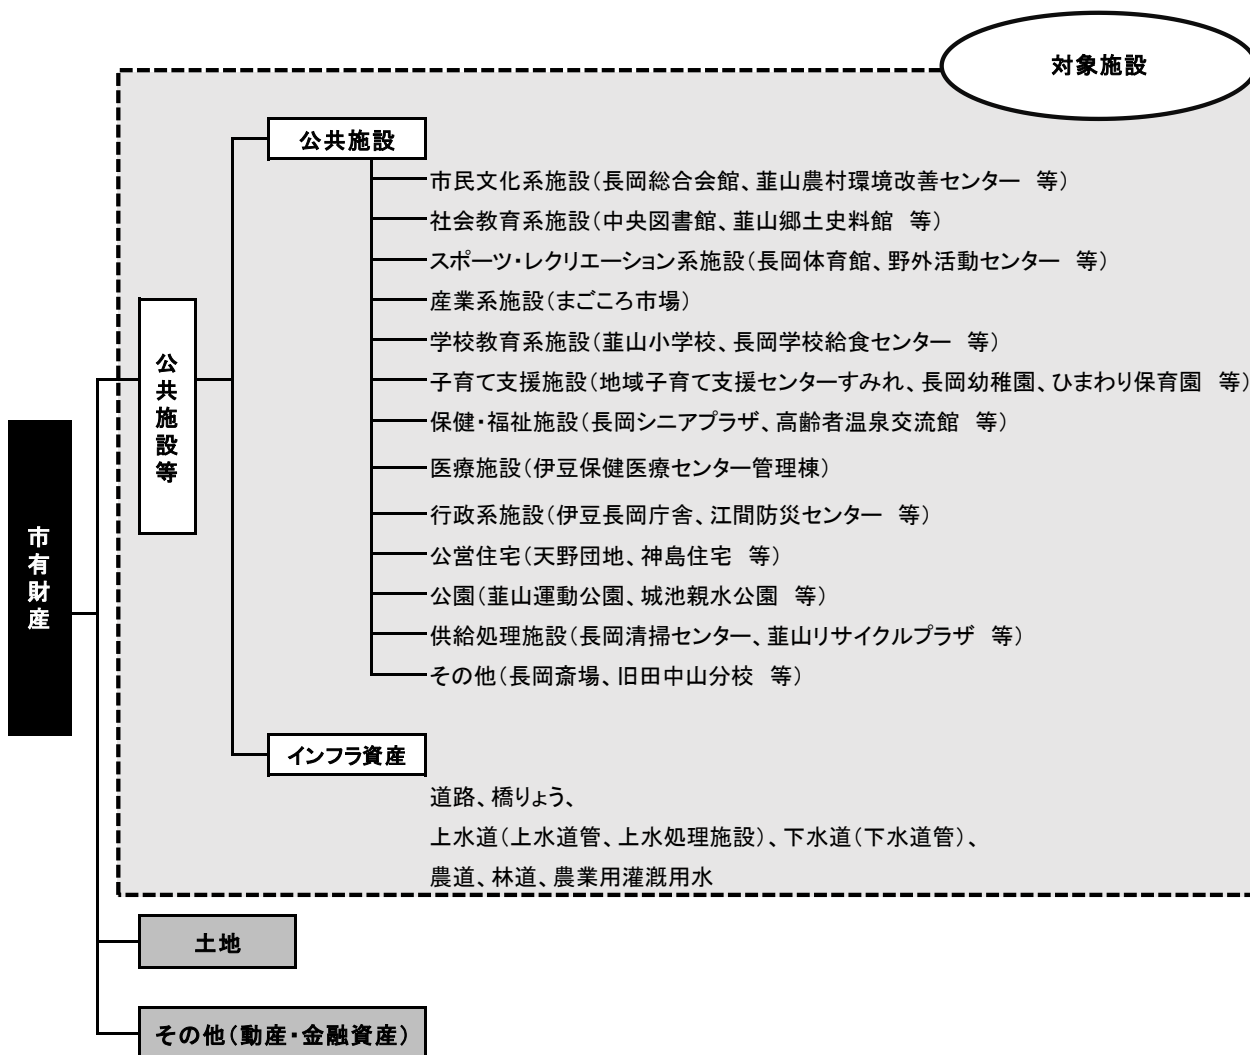 対象施設
公共施設
市民文化系施設(長岡総合会館、韮山農村環境改善センター　等)
社会教育系施設(中央図書館、韮山郷土史料館　等)
スポーツ・レクリエーション系施設(長岡体育館、野外活動センター　等)
産業系施設(まごころ市場)
学校教育系施設(韮山小学校、長岡学校給食センター　等)
子育て支援施設(地域子育て支援センターすみれ、長岡幼稚園、ひまわり保育園　等)
保健・福祉施設(長岡シニアプラザ、高齢者温泉交流館　等)
医療施設(伊豆保健医療センター管理棟)
行政系施設(伊豆長岡庁舎、江間防災センター　等)
公営住宅(天野団地、神島住宅　等)
公園(韮山運動公園、城池親水公園　等)
供給処理施設(長岡清掃センター、韮山リサイクルプラザ　等)
その他(長岡斎場、旧田中山分校　等)
公共施設等
市有財産
インフラ資産
道路、橋りょう、
上水道(上水道管、上水処理施設)、下水道(下水道管)、
農道、林道、農業用灌漑用水
土地
その他(動産・金融資産)